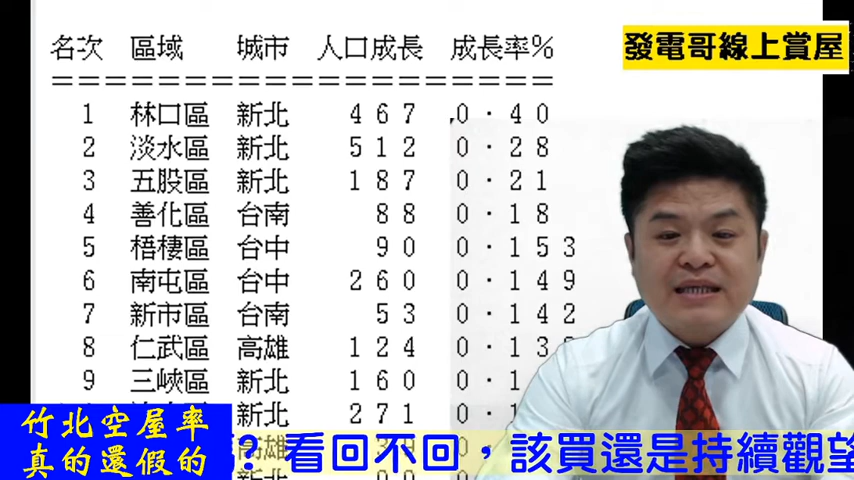 名次 區域 城市 人口成長 成長率%
==================
1 林口區 新北 467 0.40
2 淡水區 新北 512 0.28
3 五股區 新北 187 0.21
4 善化區 台南 88 0.18
5 梧棲區 台中 90 0.153
6 南屯區 台中 260 0.149
7 新市區 台南 53 0.142
8 仁武區 高雄 124 0.13
9 三峽區 新北 160 0.1
新北 271 0.
發電哥線上賞屋
竹北空屋率
真的還假的
? 看回不回，該買還是持續觀望